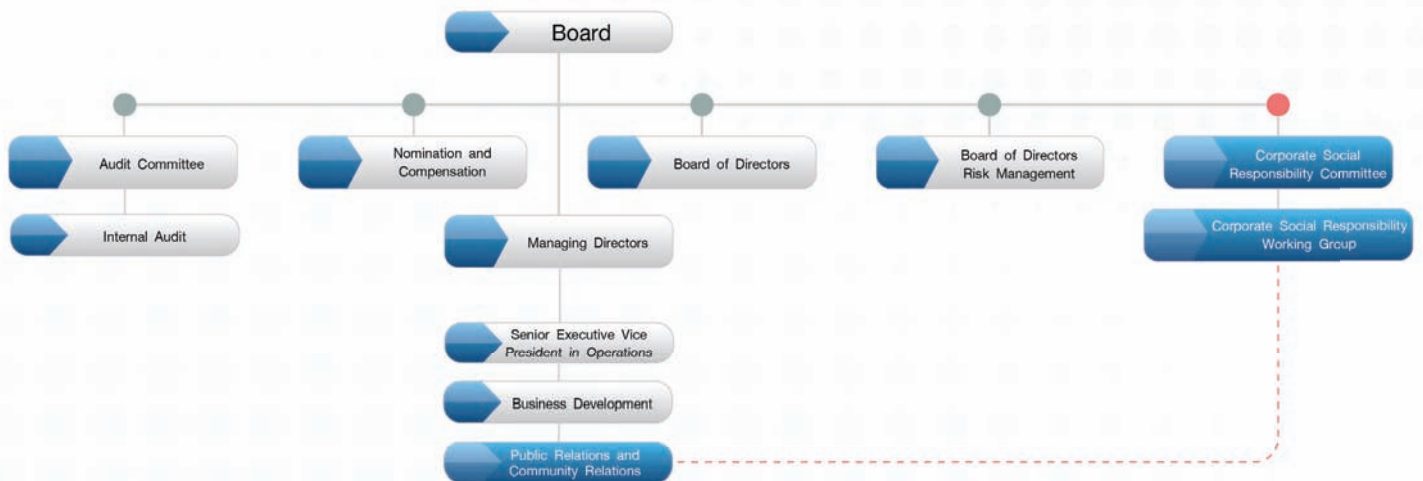 Board
Audit Committee
Nomination and
Compensation
Board of Directors
Board of Directors
Risk Management
Corporate Social
Responsibility Committee
Internal Audit
Managing Directors
Corporate Social Responsibility
Working Group
Senior Executive Vice
President in Operations
Business Development
Public Relations and
Community Relations